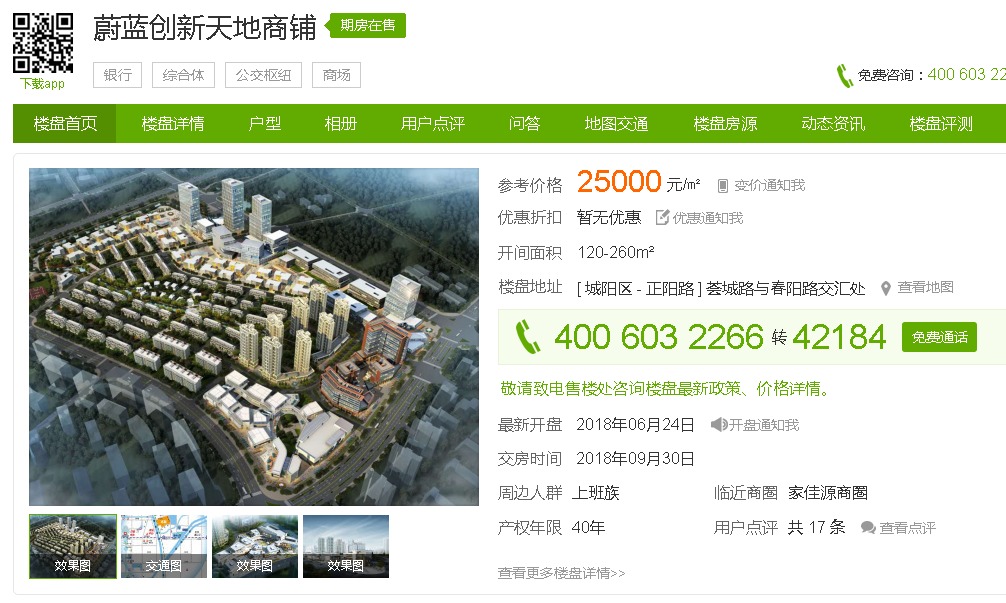 蔚蓝创新天地商铺 期房在售
下载app
银行 综合体 公交枢纽 商场
免费咨询：400 603 22
楼盘首页 楼盘详情 户型 相册 用户点评 问答 地图交通 楼盘房源 动态资讯 楼盘评测
参考价格 25000 元/m² 变价通知我
优惠折扣 暂无优惠 优惠通知我
开间面积 120-260m²
楼盘地址 [ 城阳区 - 正阳路 ] 荟城路与春阳路交汇处 查看地图
400 603 2266 转 42184 免费通话
敬请致电售楼处咨询楼盘最新政策、价格详情。
最新开盘 2018年06月24日 开盘通知我
交房时间 2018年09月30日
周边人群 上班族 临近商圈 家佳源商圈
产权年限 40年 用户点评 共 17 条 查看点评
查看更多楼盘详情>>
效果图 交通图 效果图 效果图